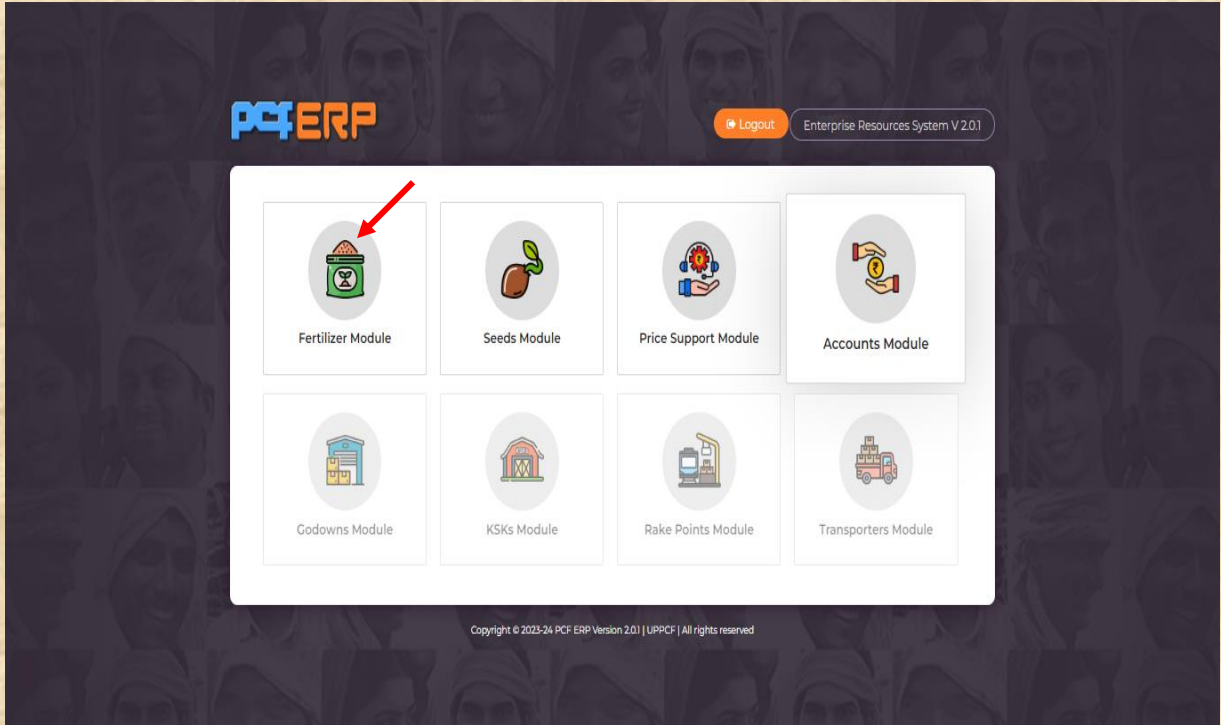 PCF ERP
Logout
Enterprise Resources System V 2.0.1
Fertilizer Module
Seeds Module
Price Support Module
Accounts Module
Godowns Module
KSKs Module
Rake Points Module
Transporters Module
Copyright © 2023-24 PCF ERP Version 2.0.1 | UPPCF | All rights reserved